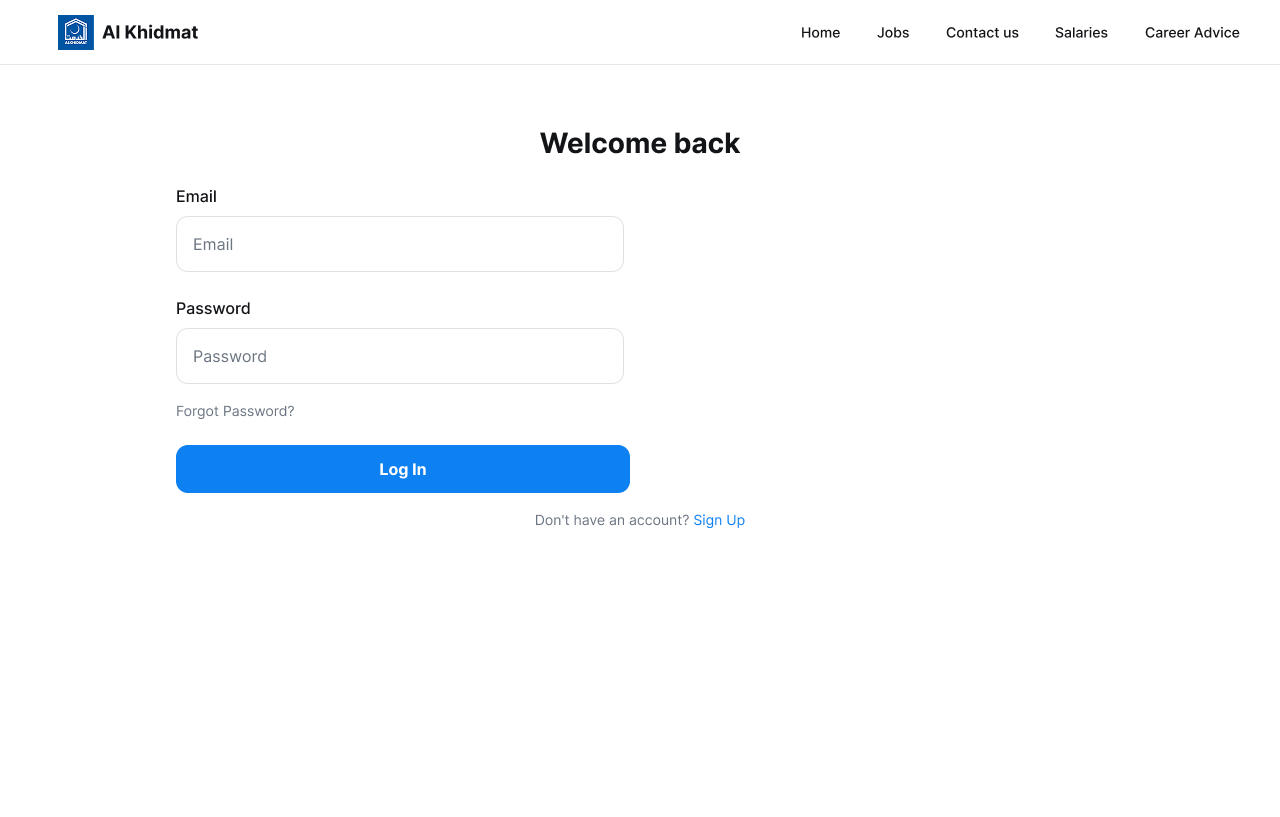 ALKHIDMAT
Al Khidmat
Home
Jobs
Contact us
Salaries
Career Advice
Welcome back
Email
Email
Password
Password
Forgot Password?
Log In
Don't have an account? Sign Up